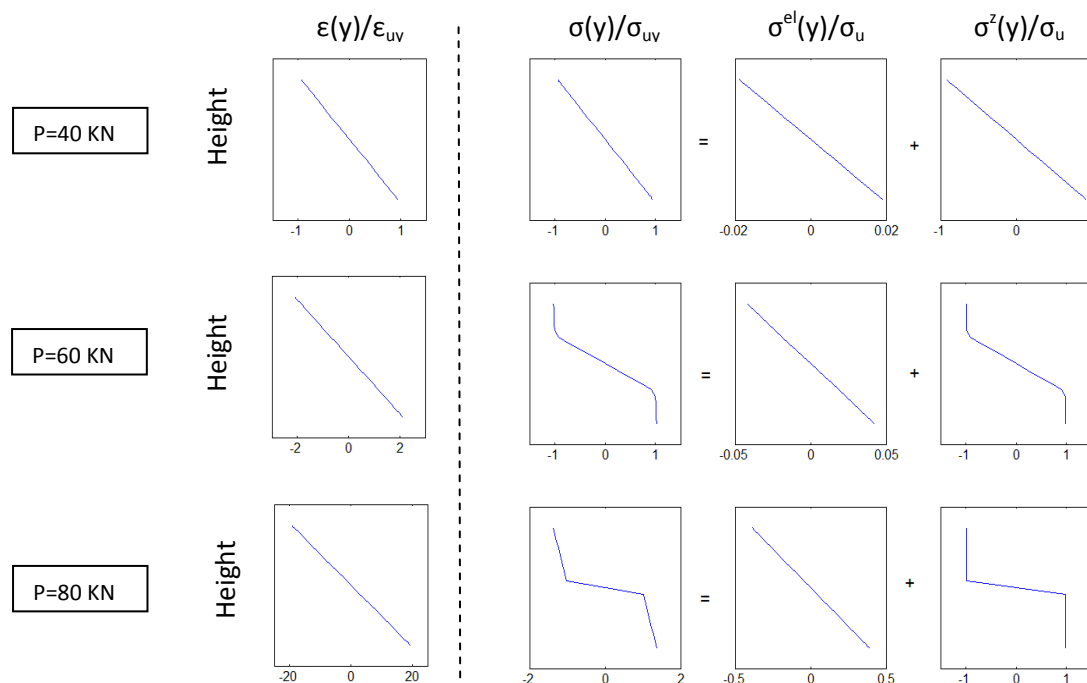 ε(y)/ε_uy σ(y)/σ_uy σ^el(y)/σ_u σ^z(y)/σ_u
P=40 KN
Height
= +
-1 0 1 -1 0 1 -0.02 0 0.02 -1 0
P=60 KN
Height
= +
-2 0 2 -1 0 1 -0.05 0 0.05 -1 0 1
P=80 KN
Height
= +
-20 0 20 -2 0 2 -0.5 0 0.5 -1 0 1